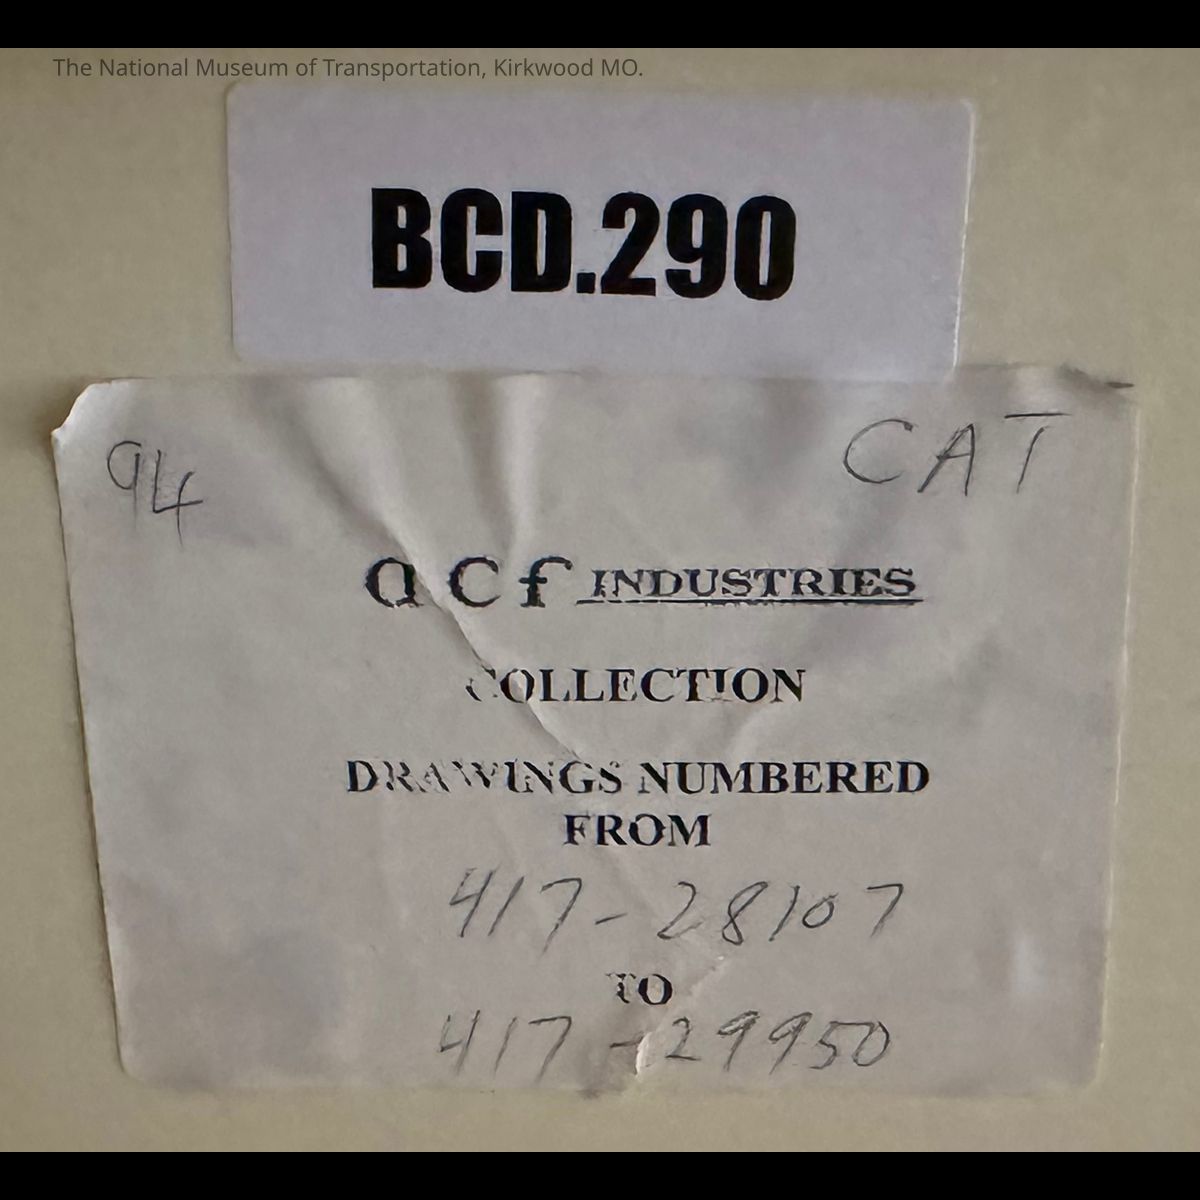 The National Museum of Transportation, Kirkwood MO.
BCD.290
94
CAT
acf INDUSTRIES
COLLECTION
DRAWINGS NUMBERED
FROM
417-28107
TO
417-29950